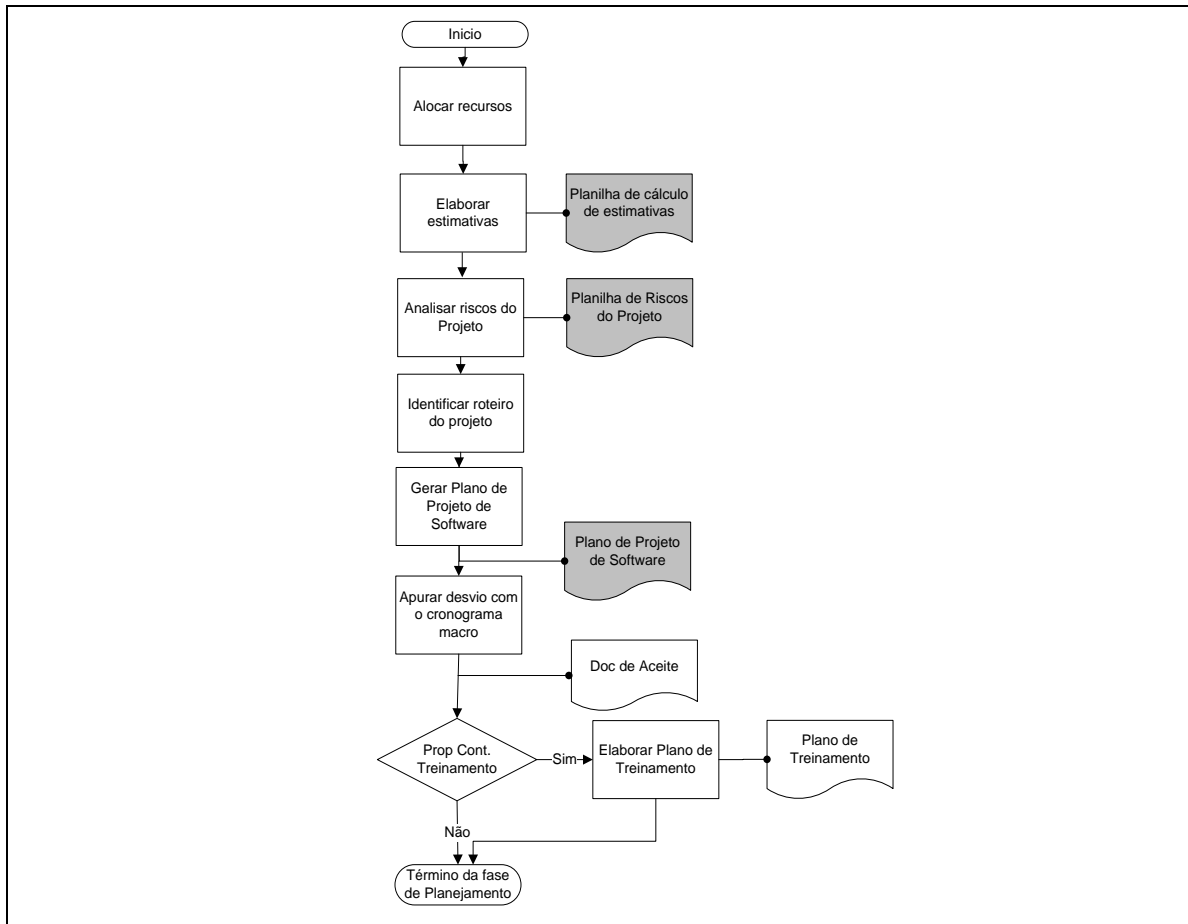 Inicio
Alocar recursos
Elaborar
estimativas
Planilha de cálculo
de estimativas
Analisar riscos do
Projeto
Planilha de Riscos
do Projeto
Identificar roteiro
do projeto
Gerar Plano de
Projeto de
Software
Plano de Projeto
de Software
Apurar desvio com
o cronograma
macro
Doc de Aceite
Prop Cont.
Treinamento
Sim
Elaborar Plano de
Treinamento
Plano de
Treinamento
Não
Término da fase
de Planejamento